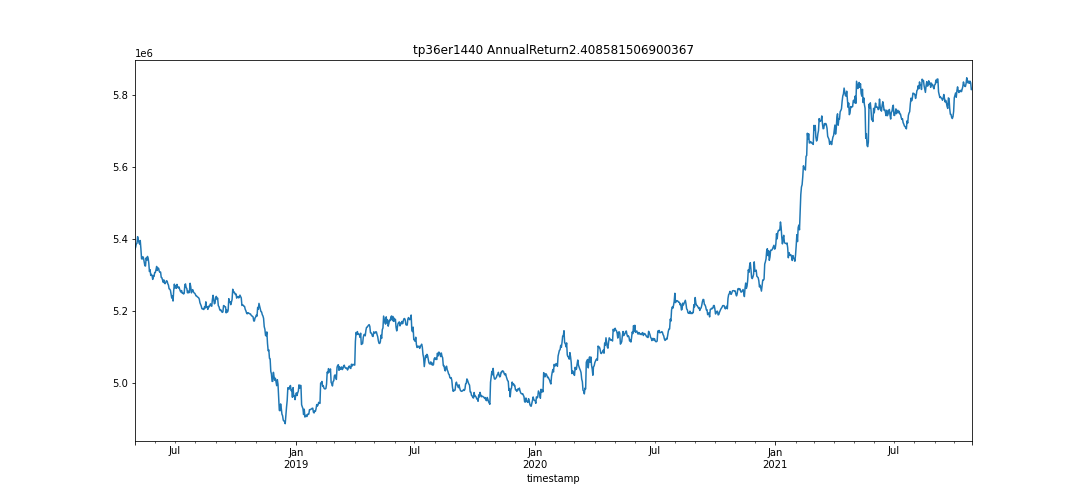 tp36er1440 AnnualReturn2.408581506900367
1e6
5.8
5.6
5.4
5.2
5.0
Jul Jan Jul Jan Jul Jan Jul
2019 2020 2021
timestamp